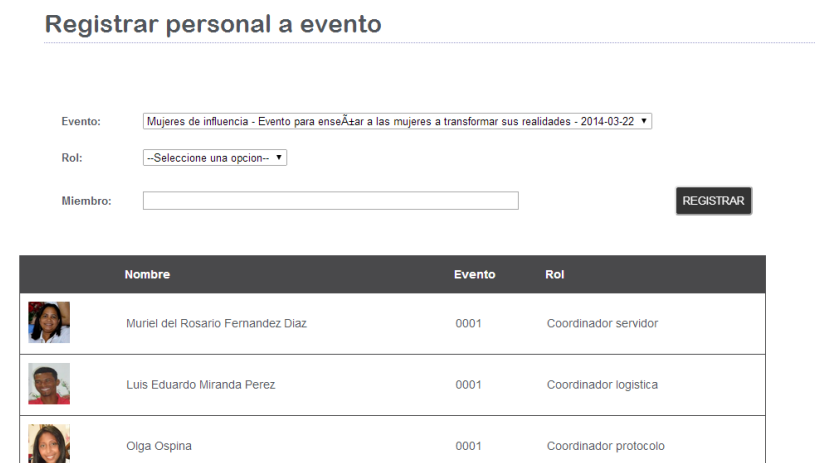 Registrar personal a evento
Evento: Mujeres de influencia - Evento para enseÃ±ar a las mujeres a transformar sus realidades - 2014-03-22
Rol: --Seleccione una opcion--
Miembro: REGISTRAR
Nombre Evento Rol
Muriel del Rosario Fernandez Diaz 0001 Coordinador servidor
Luis Eduardo Miranda Perez 0001 Coordinador logistica
Olga Ospina 0001 Coordinador protocolo